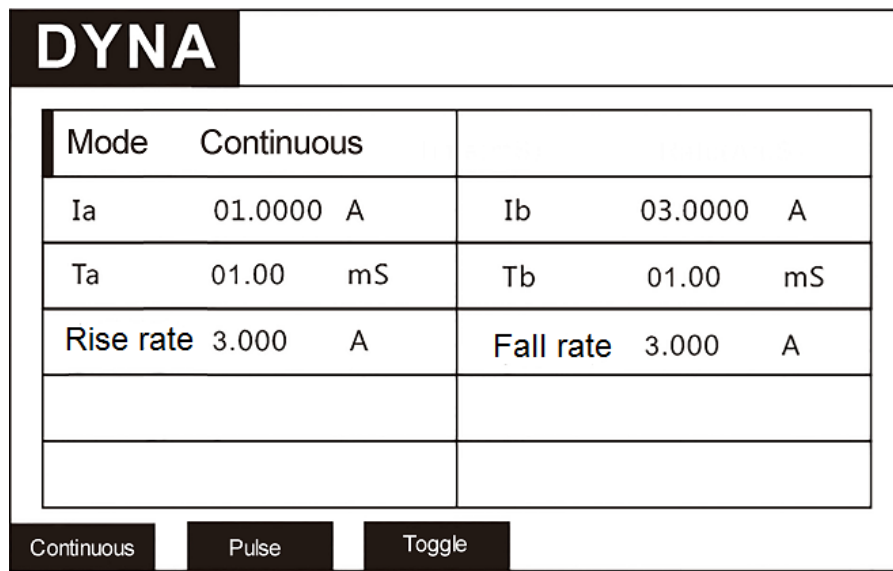 DYNA
Mode Continuous
Ia 01.0000 A Ib 03.0000 A
Ta 01.00 mS Tb 01.00 mS
Rise rate 3.000 A Fall rate 3.000 A
Continuous Pulse Toggle